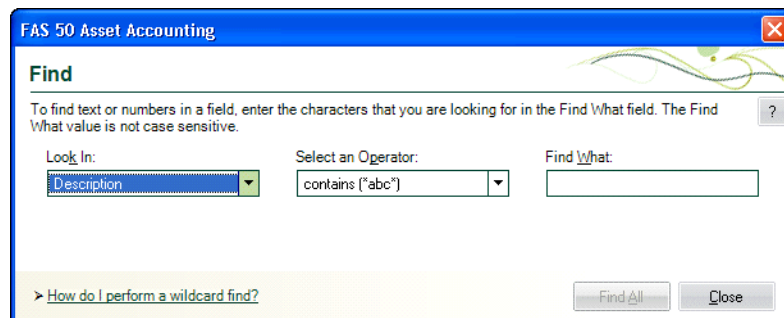 FAS 50 Asset Accounting
Find
To find text or numbers in a field, enter the characters that you are looking for in the Find What field. The Find
What value is not case sensitive.
?
Look In: Select an Operator: Find What:
Description contains (*abc*)
How do I perform a wildcard find? Find All Close